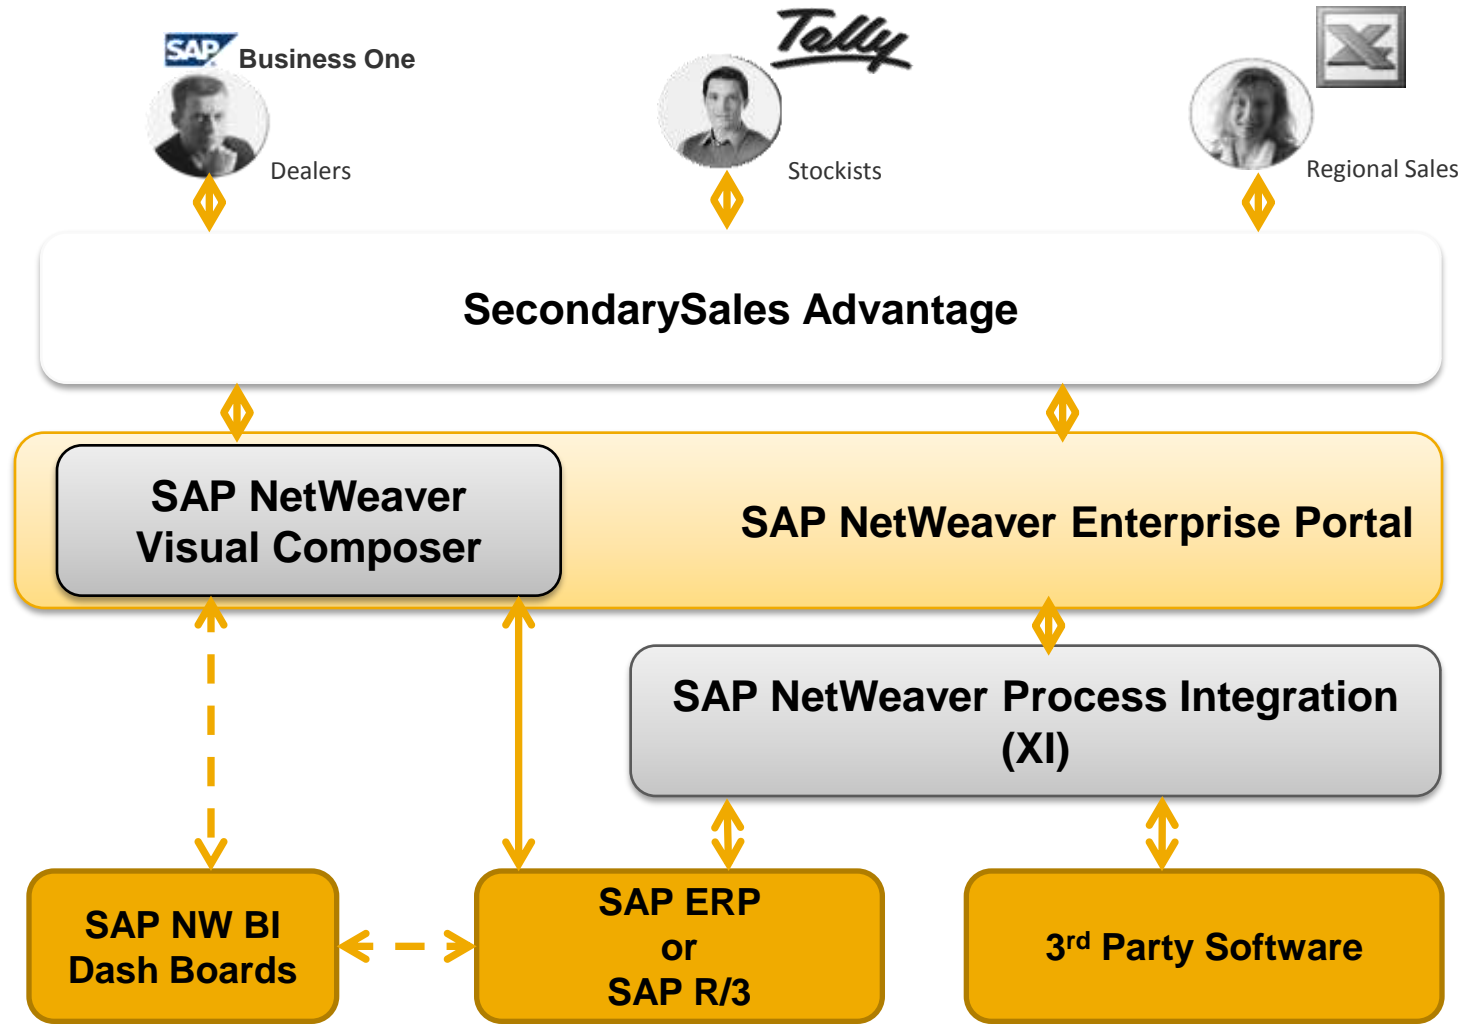 SAP Business One
Tally
Dealers
Stockists
Regional Sales
SecondarySales Advantage
SAP NetWeaver
Visual Composer
SAP NetWeaver Enterprise Portal
SAP NetWeaver Process Integration
(XI)
SAP NW BI
Dash Boards
SAP ERP
or
SAP R/3
3rd Party Software